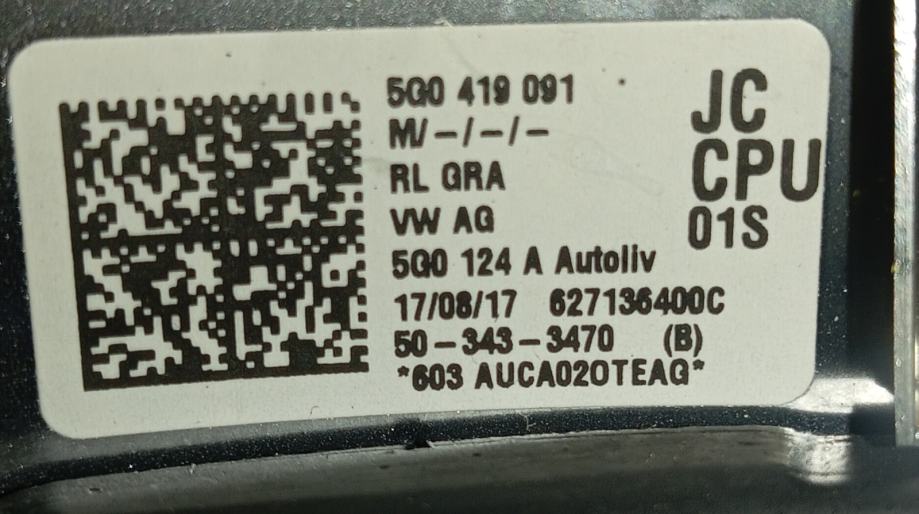 5G0 419 091
M/-/-/-
RL GRA
VW AG
5G0 124 A Autoliv
17/08/17 627136400C
50-343-3470 (B)
*603 AUCA020TEAG*
JC
CPU
01S